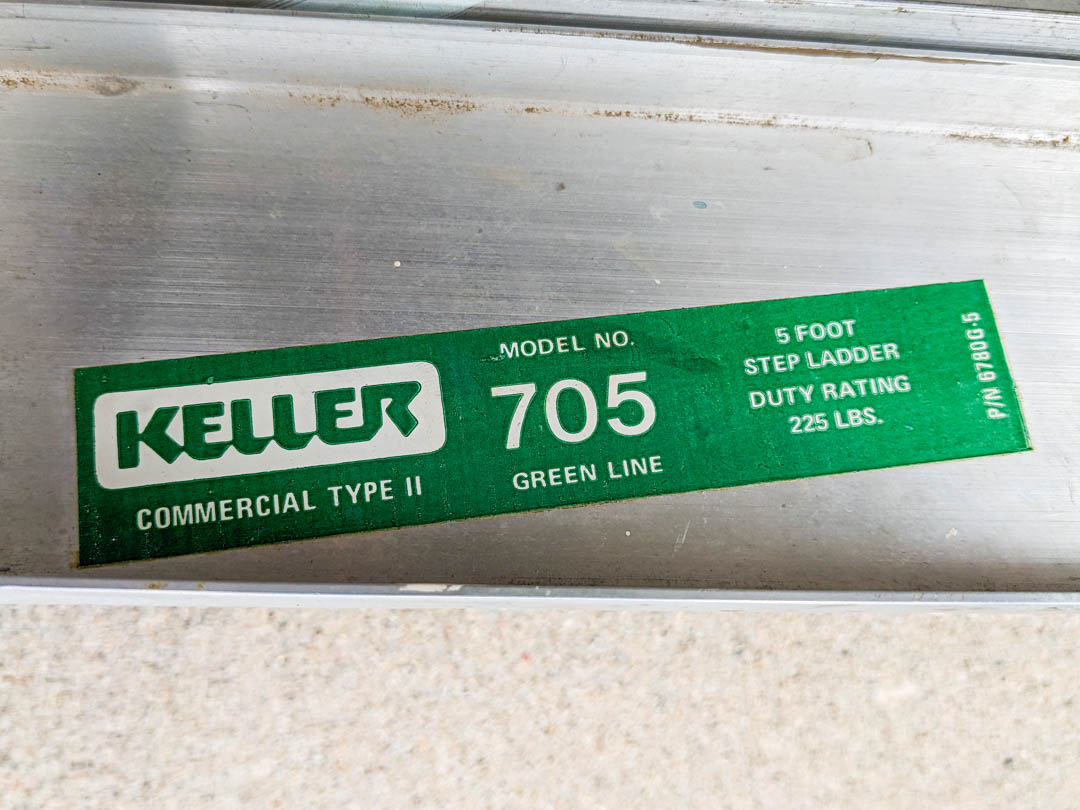 KELLER
COMMERCIAL TYPE II
MODEL NO.
705
GREEN LINE
5 FOOT
STEP LADDER
DUTY RATING
225 LBS.
P/N 6780G-5